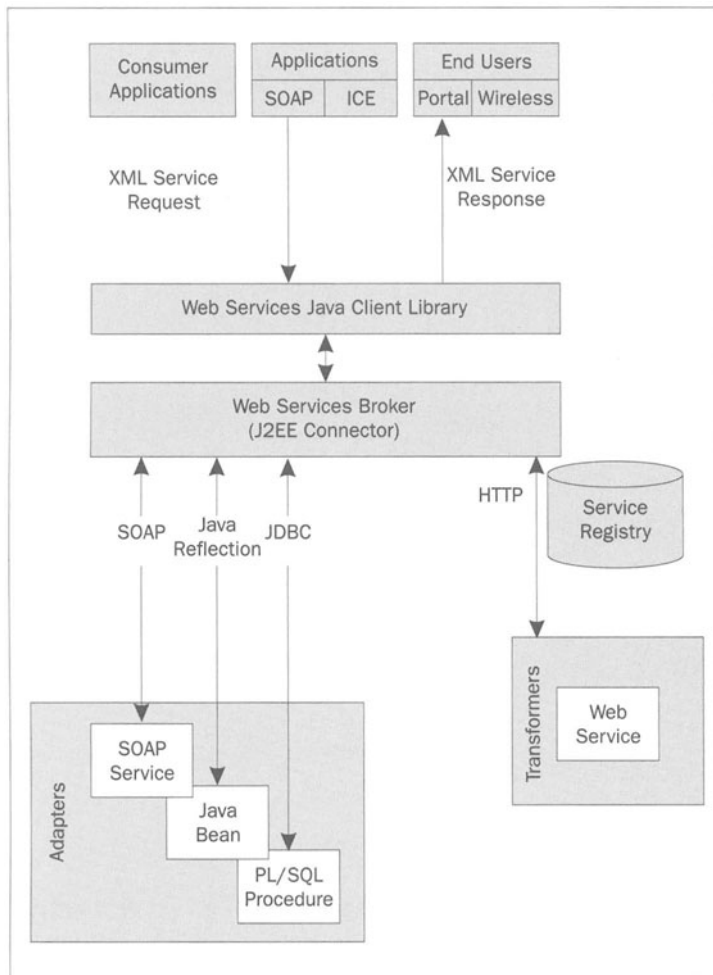 Consumer
Applications
Applications
SOAP
ICE
End Users
Portal
Wireless
XML Service
Request
XML Service
Response
Web Services Java Client Library
Web Services Broker
(J2EE Connector)
SOAP
Java
Reflection
JDBC
HTTP
Service
Registry
Adapters
SOAP
Service
Java
Bean
PL/SQL
Procedure
Transformers
Web
Service